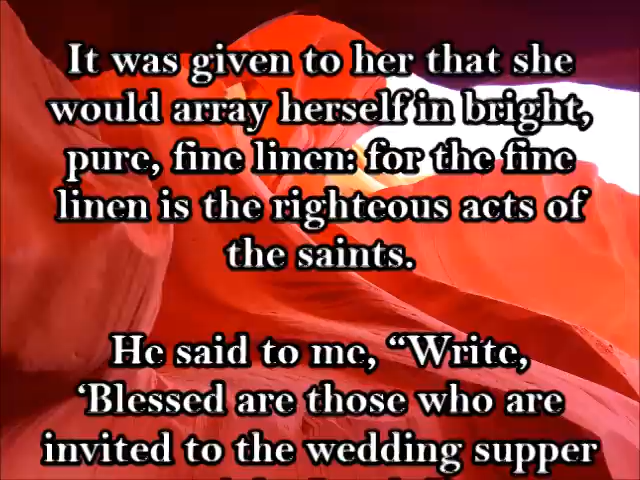 It was given to her that she
would array herself in bright,
pure, fine linen: for the fine
linen is the righteous acts of
the saints.
He said to me, “Write,
‘Blessed are those who are
invited to the wedding supper